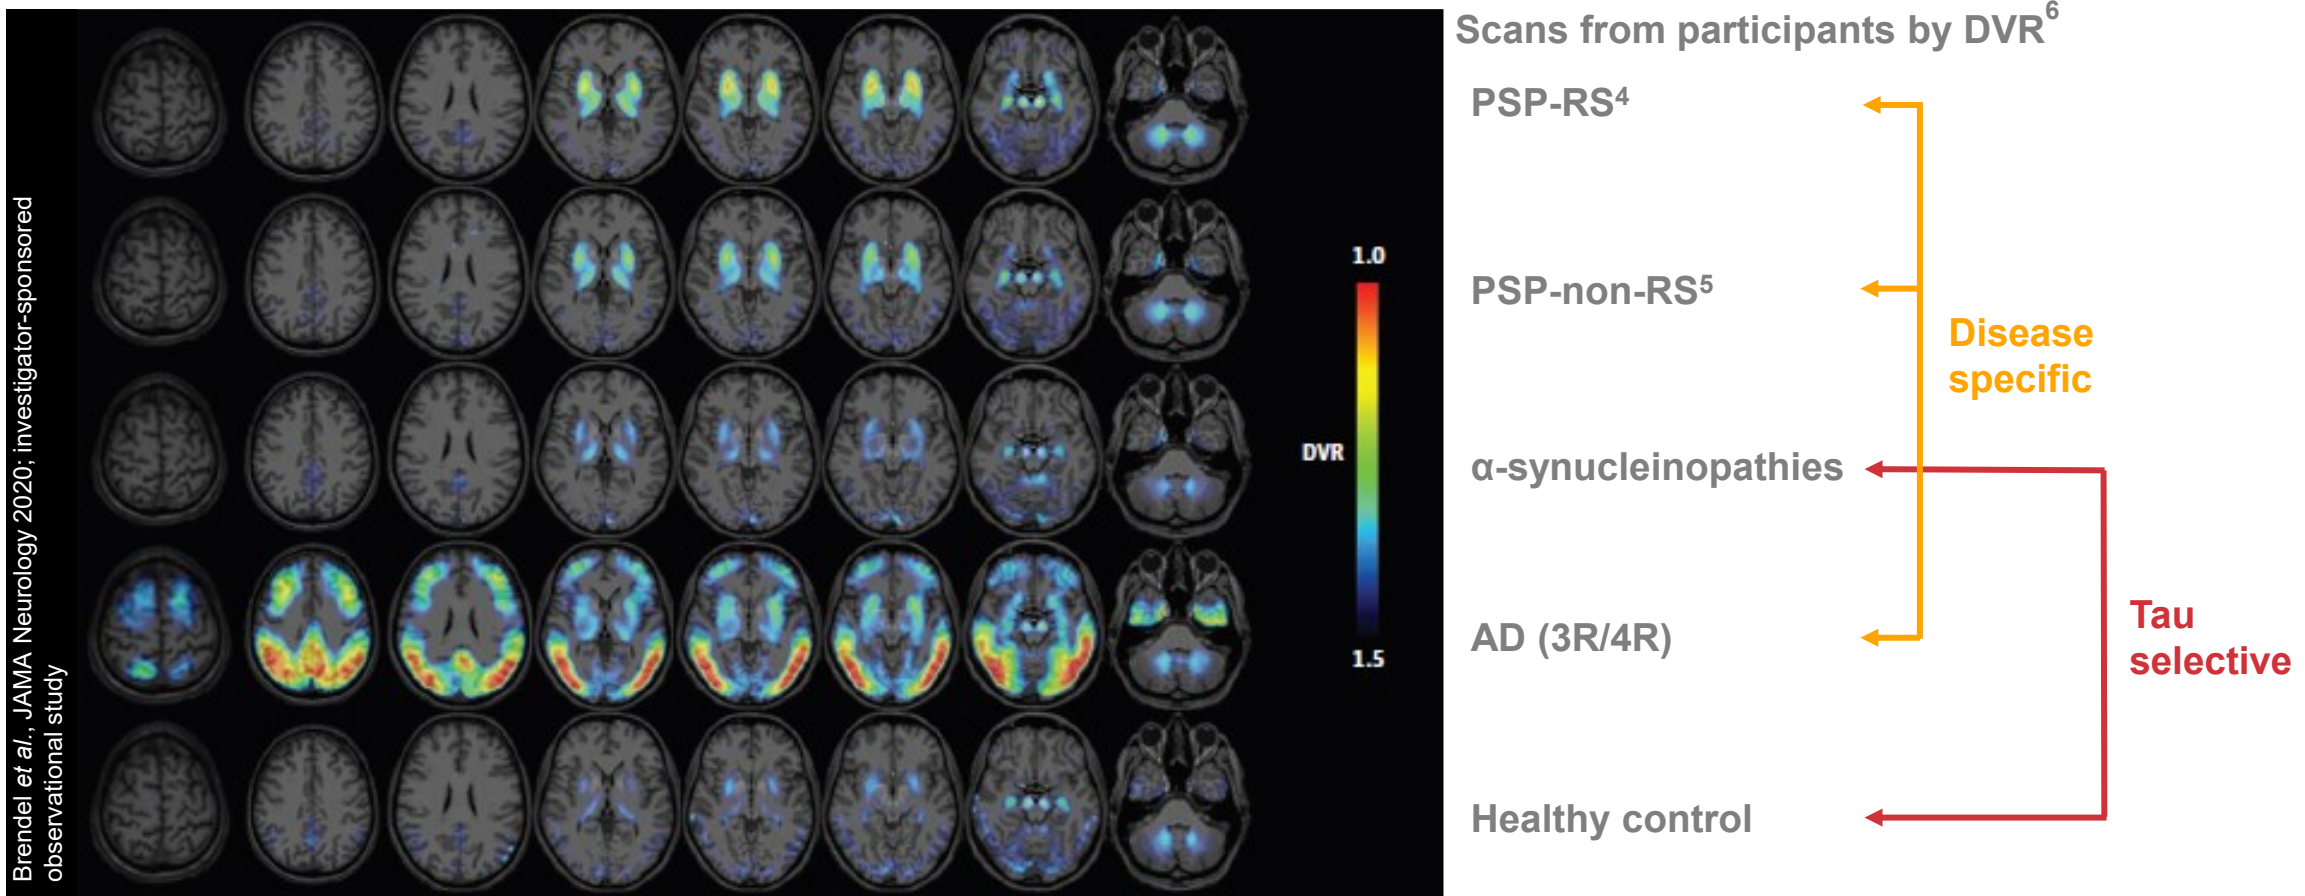 Brendel et al., JAMA Neurology 2020; investigator-sponsored
observational study
1.0
DVR
1.5
Scans from participants by DVR⁶
PSP-RS⁴
PSP-non-RS⁵
α-synucleinopathies
AD (3R/4R)
Healthy control
Disease
specific
Tau
selective